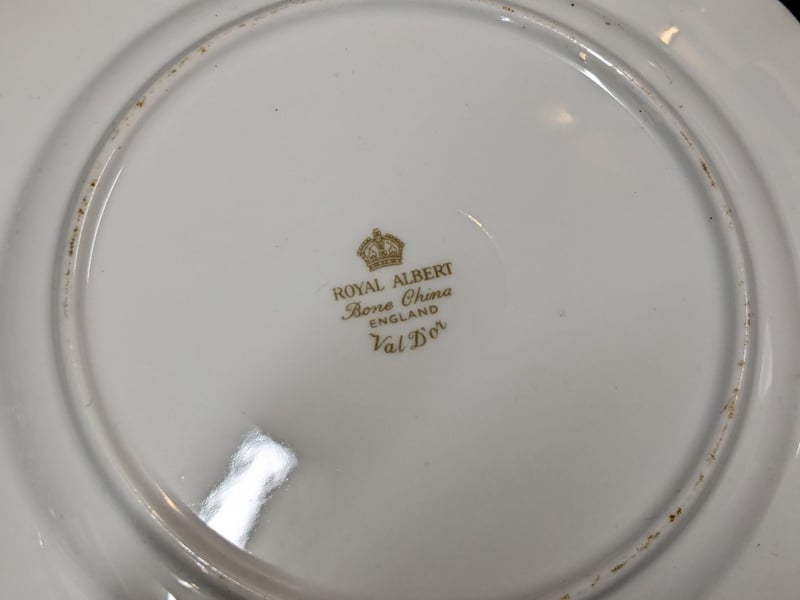 ROYAL ALBERT
Bone China
ENGLAND
Val D'or